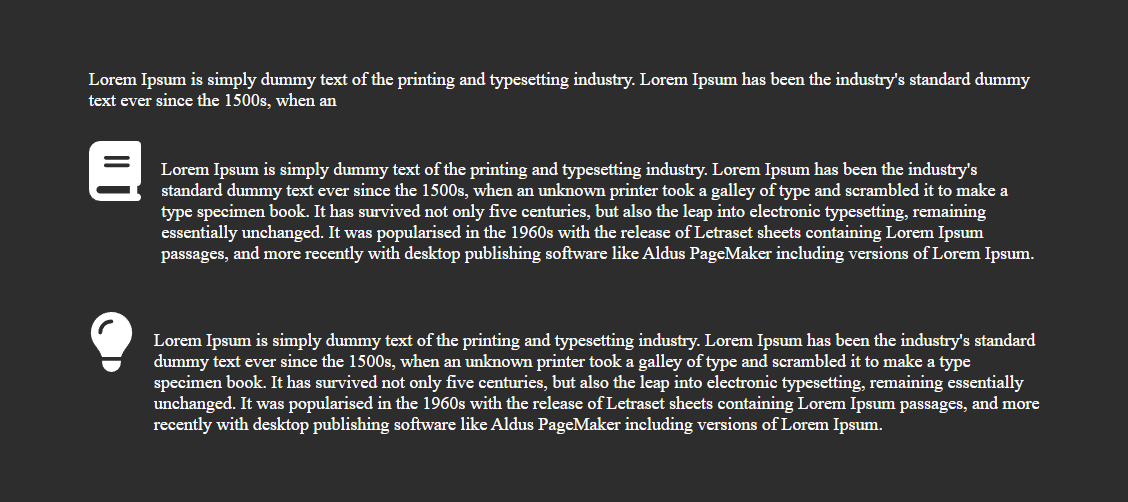 Lorem Ipsum is simply dummy text of the printing and typesetting industry. Lorem Ipsum has been the industry's standard dummy
text ever since the 1500s, when an
Lorem Ipsum is simply dummy text of the printing and typesetting industry. Lorem Ipsum has been the industry's
standard dummy text ever since the 1500s, when an unknown printer took a galley of type and scrambled it to make a
type specimen book. It has survived not only five centuries, but also the leap into electronic typesetting, remaining
essentially unchanged. It was popularised in the 1960s with the release of Letraset sheets containing Lorem Ipsum
passages, and more recently with desktop publishing software like Aldus PageMaker including versions of Lorem Ipsum.
Lorem Ipsum is simply dummy text of the printing and typesetting industry. Lorem Ipsum has been the industry's standard
dummy text ever since the 1500s, when an unknown printer took a galley of type and scrambled it to make a type
specimen book. It has survived not only five centuries, but also the leap into electronic typesetting, remaining essentially
unchanged. It was popularised in the 1960s with the release of Letraset sheets containing Lorem Ipsum passages, and more
recently with desktop publishing software like Aldus PageMaker including versions of Lorem Ipsum.